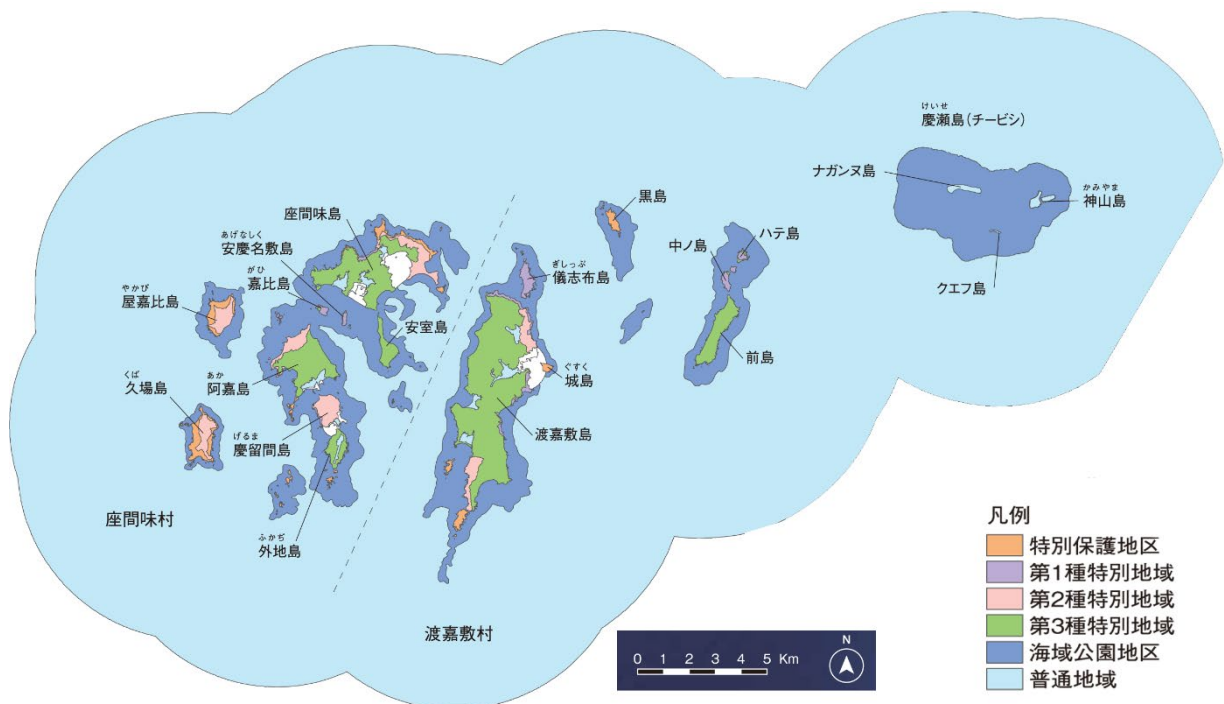 けいせ
慶瀬島(チービシ)
ナガンヌ島
かみやま
神山島
クエフ島
黒島
ハテ島
中ノ島
前島
座間味島
あげなしく
安慶名敷島
がひ
嘉比島
やかび
屋嘉比島
安室島
ぎしっぷ
儀志布島
ぐすく
城島
渡嘉敷島
くば
久場島
あか
阿嘉島
げるま
慶留間島
ふかぢ
外地島
座間味村
渡嘉敷村
0 1 2 3 4 5 Km
N
凡例
特別保護地区
第1種特別地域
第2種特別地域
第3種特別地域
海域公園地区
普通地域